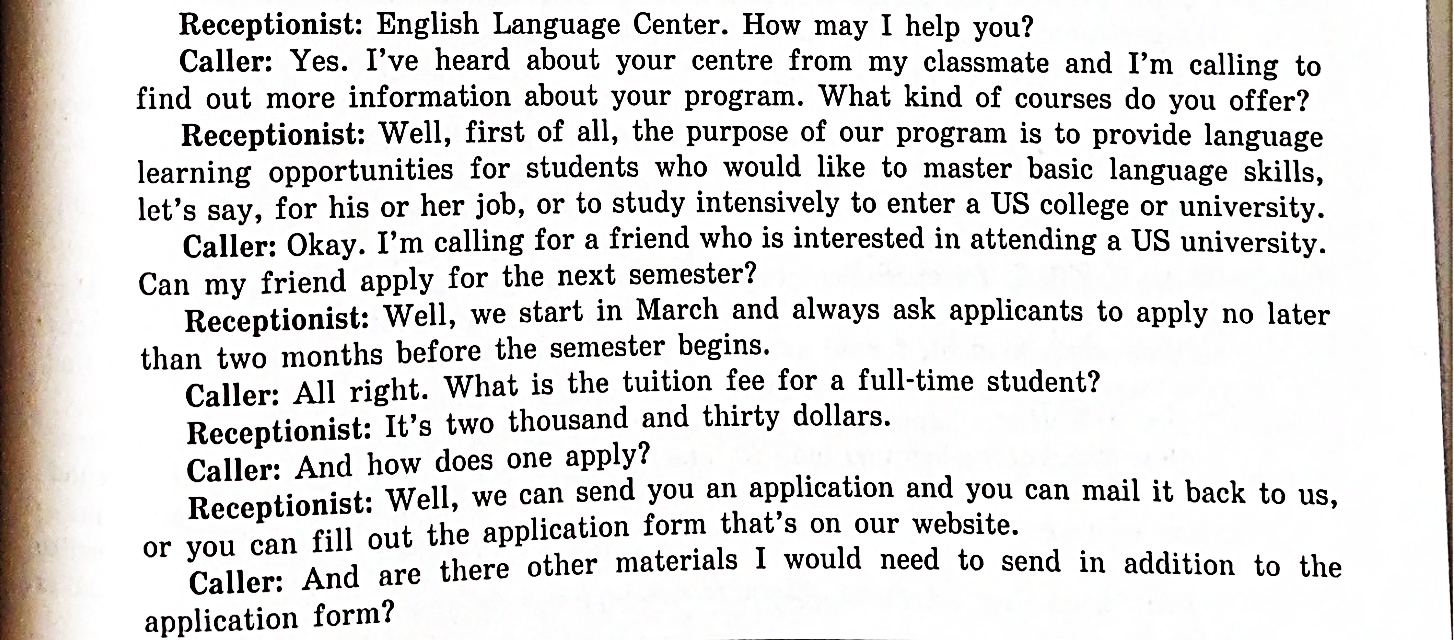 Receptionist: English Language Center. How may I help you?
Caller: Yes. I've heard about your centre from my classmate and I'm calling to
find out more information about your program. What kind of courses do you offer?
Receptionist: Well, first of all, the purpose of our program is to provide language
learning opportunities for students who would like to master basic language skills,
let's say, for his or her job, or to study intensively to enter a US college or university.
Caller: Okay. I'm calling for a friend who is interested in attending a US university.
Can my friend apply for the next semester?
Receptionist: Well, we start in March and always ask applicants to apply no later
than two months before the semester begins.
Caller: All right. What is the tuition fee for a full-time student?
Receptionist: It's two thousand and thirty dollars.
Caller: And how does one apply?
Receptionist: Well, we can send you an application and you can mail it back to us,
or you can fill out the application form that's on our website.
Caller: And are there other materials I would need to send in addition to the
application form?